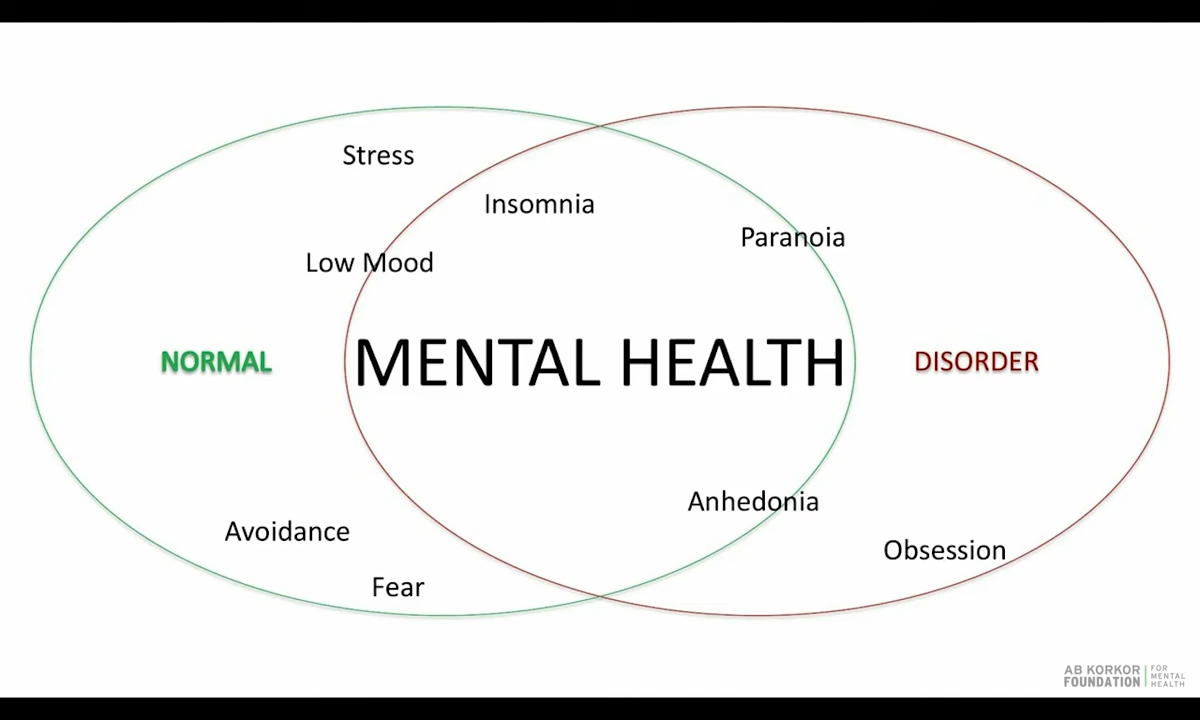 Stress
Insomnia
Paranoia
Low Mood
NORMAL
MENTAL HEALTH
DISORDER
Anhedonia
Avoidance
Obsession
Fear
AB KORKOR
FOUNDATION
FOR
MENTAL
HEALTH